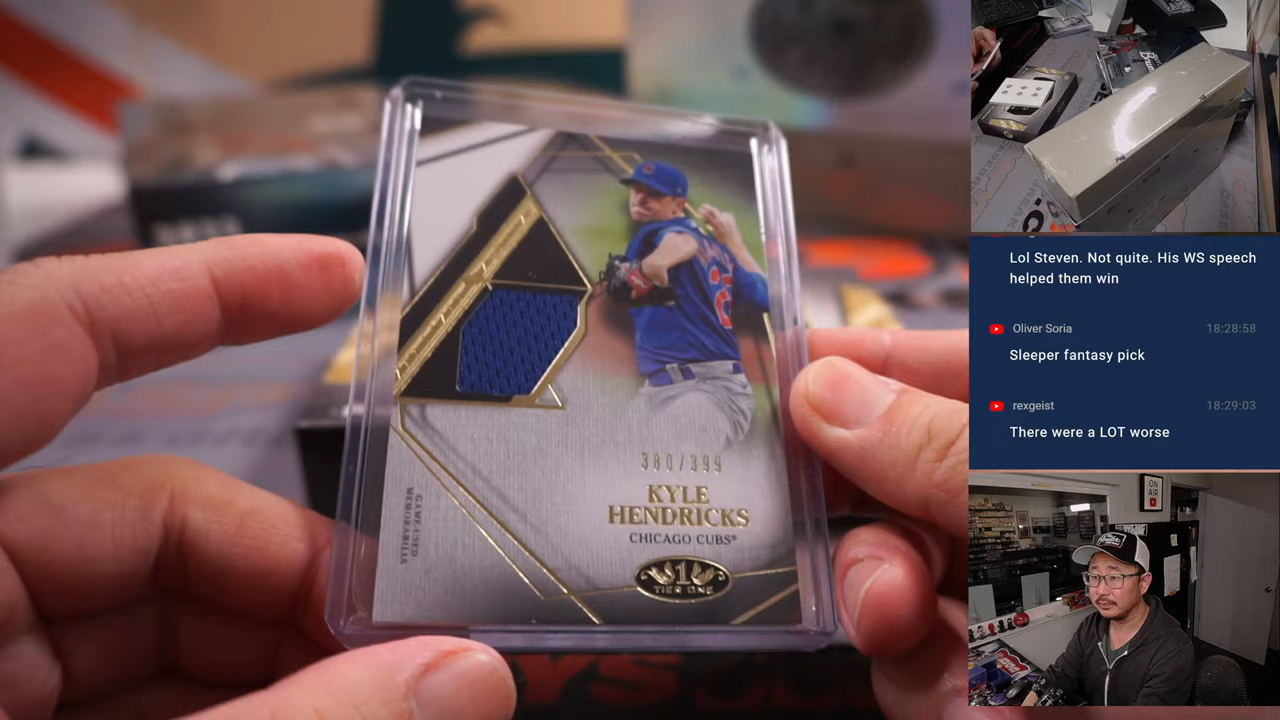 380/399
KYLE
HENDRICKS
CHICAGO CUBS®
1
TIER ONE
GAME-USED
MEMORABILIA
Lol Steven. Not quite. His WS speech
helped them win
Oliver Soria 18:28:58
Sleeper fantasy pick
rexgeist 18:29:03
There were a LOT worse
ON
AIR